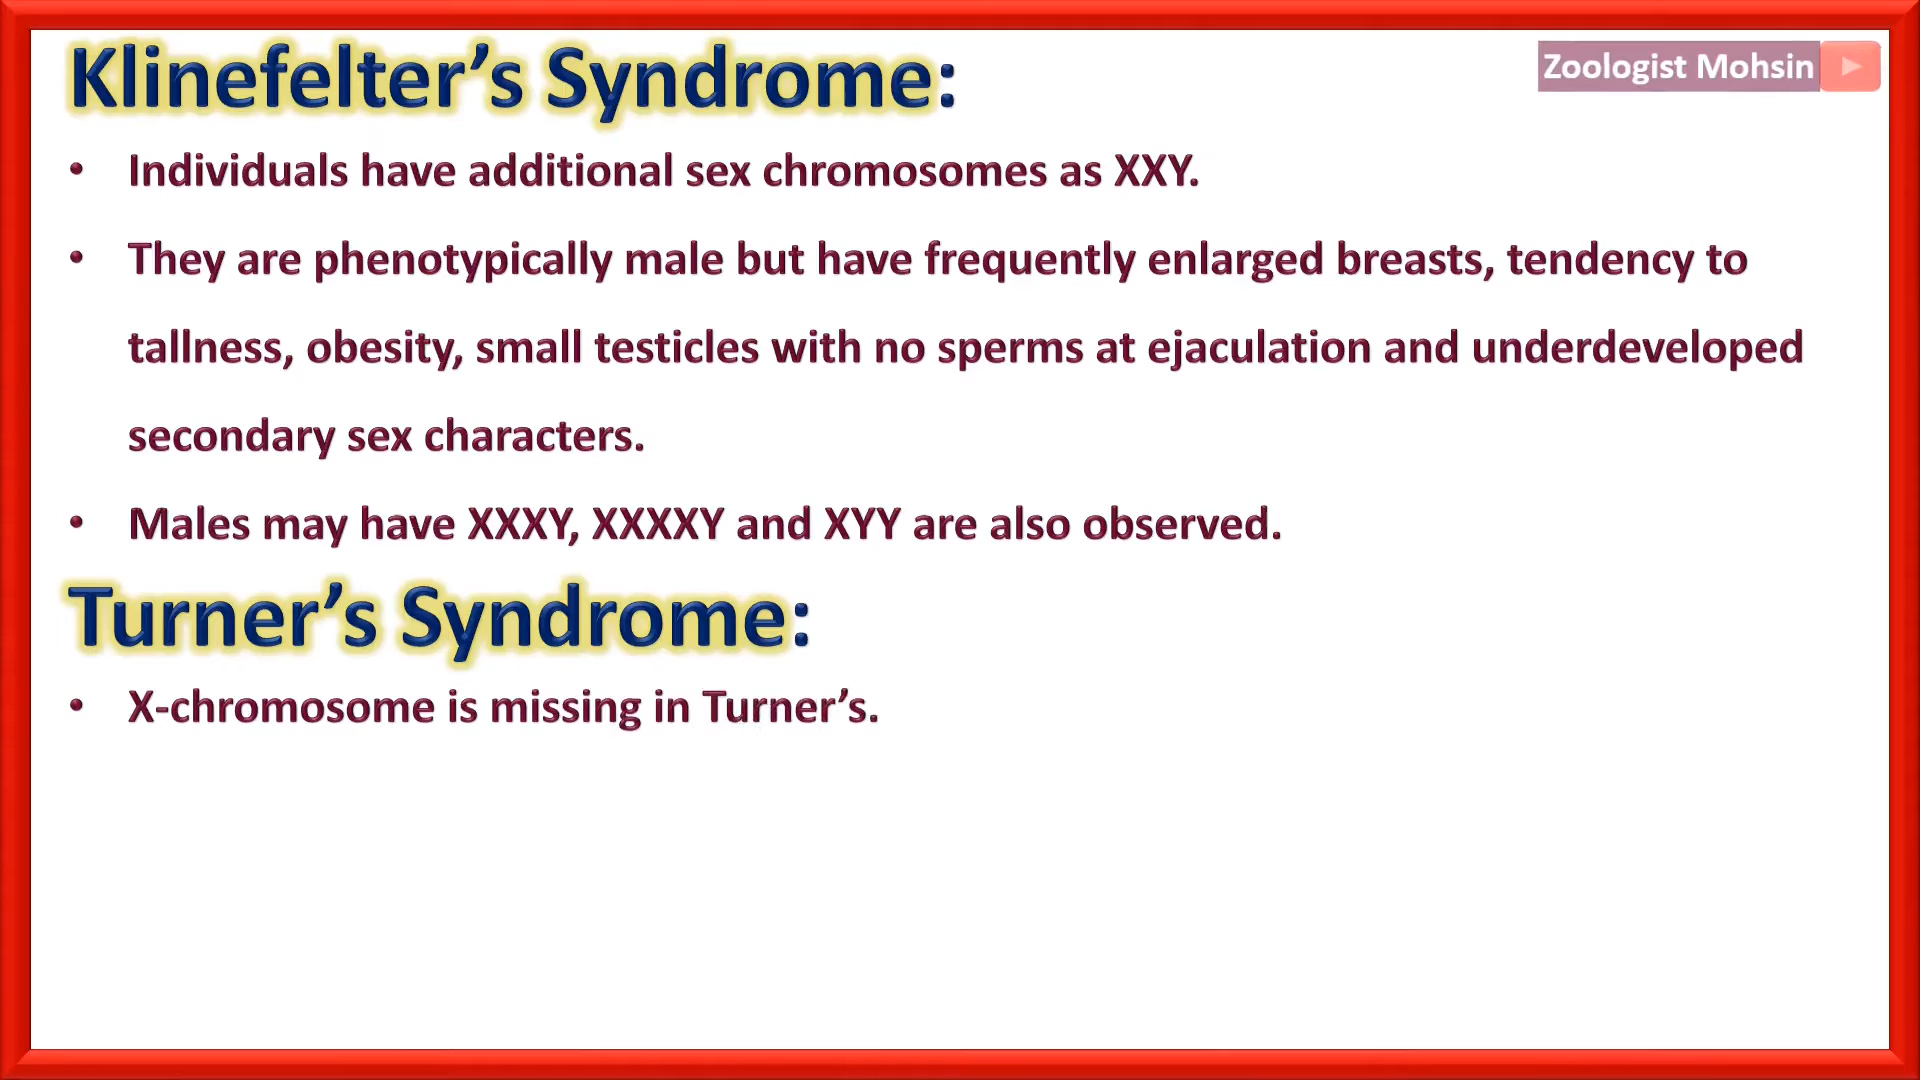 Klinefelter’s Syndrome:
Zoologist Mohsin
• Individuals have additional sex chromosomes as XXY.
• They are phenotypically male but have frequently enlarged breasts, tendency to
tallness, obesity, small testicles with no sperms at ejaculation and underdeveloped
secondary sex characters.
• Males may have XXXY, XXXXY and XYY are also observed.
Turner’s Syndrome:
• X-chromosome is missing in Turner’s.